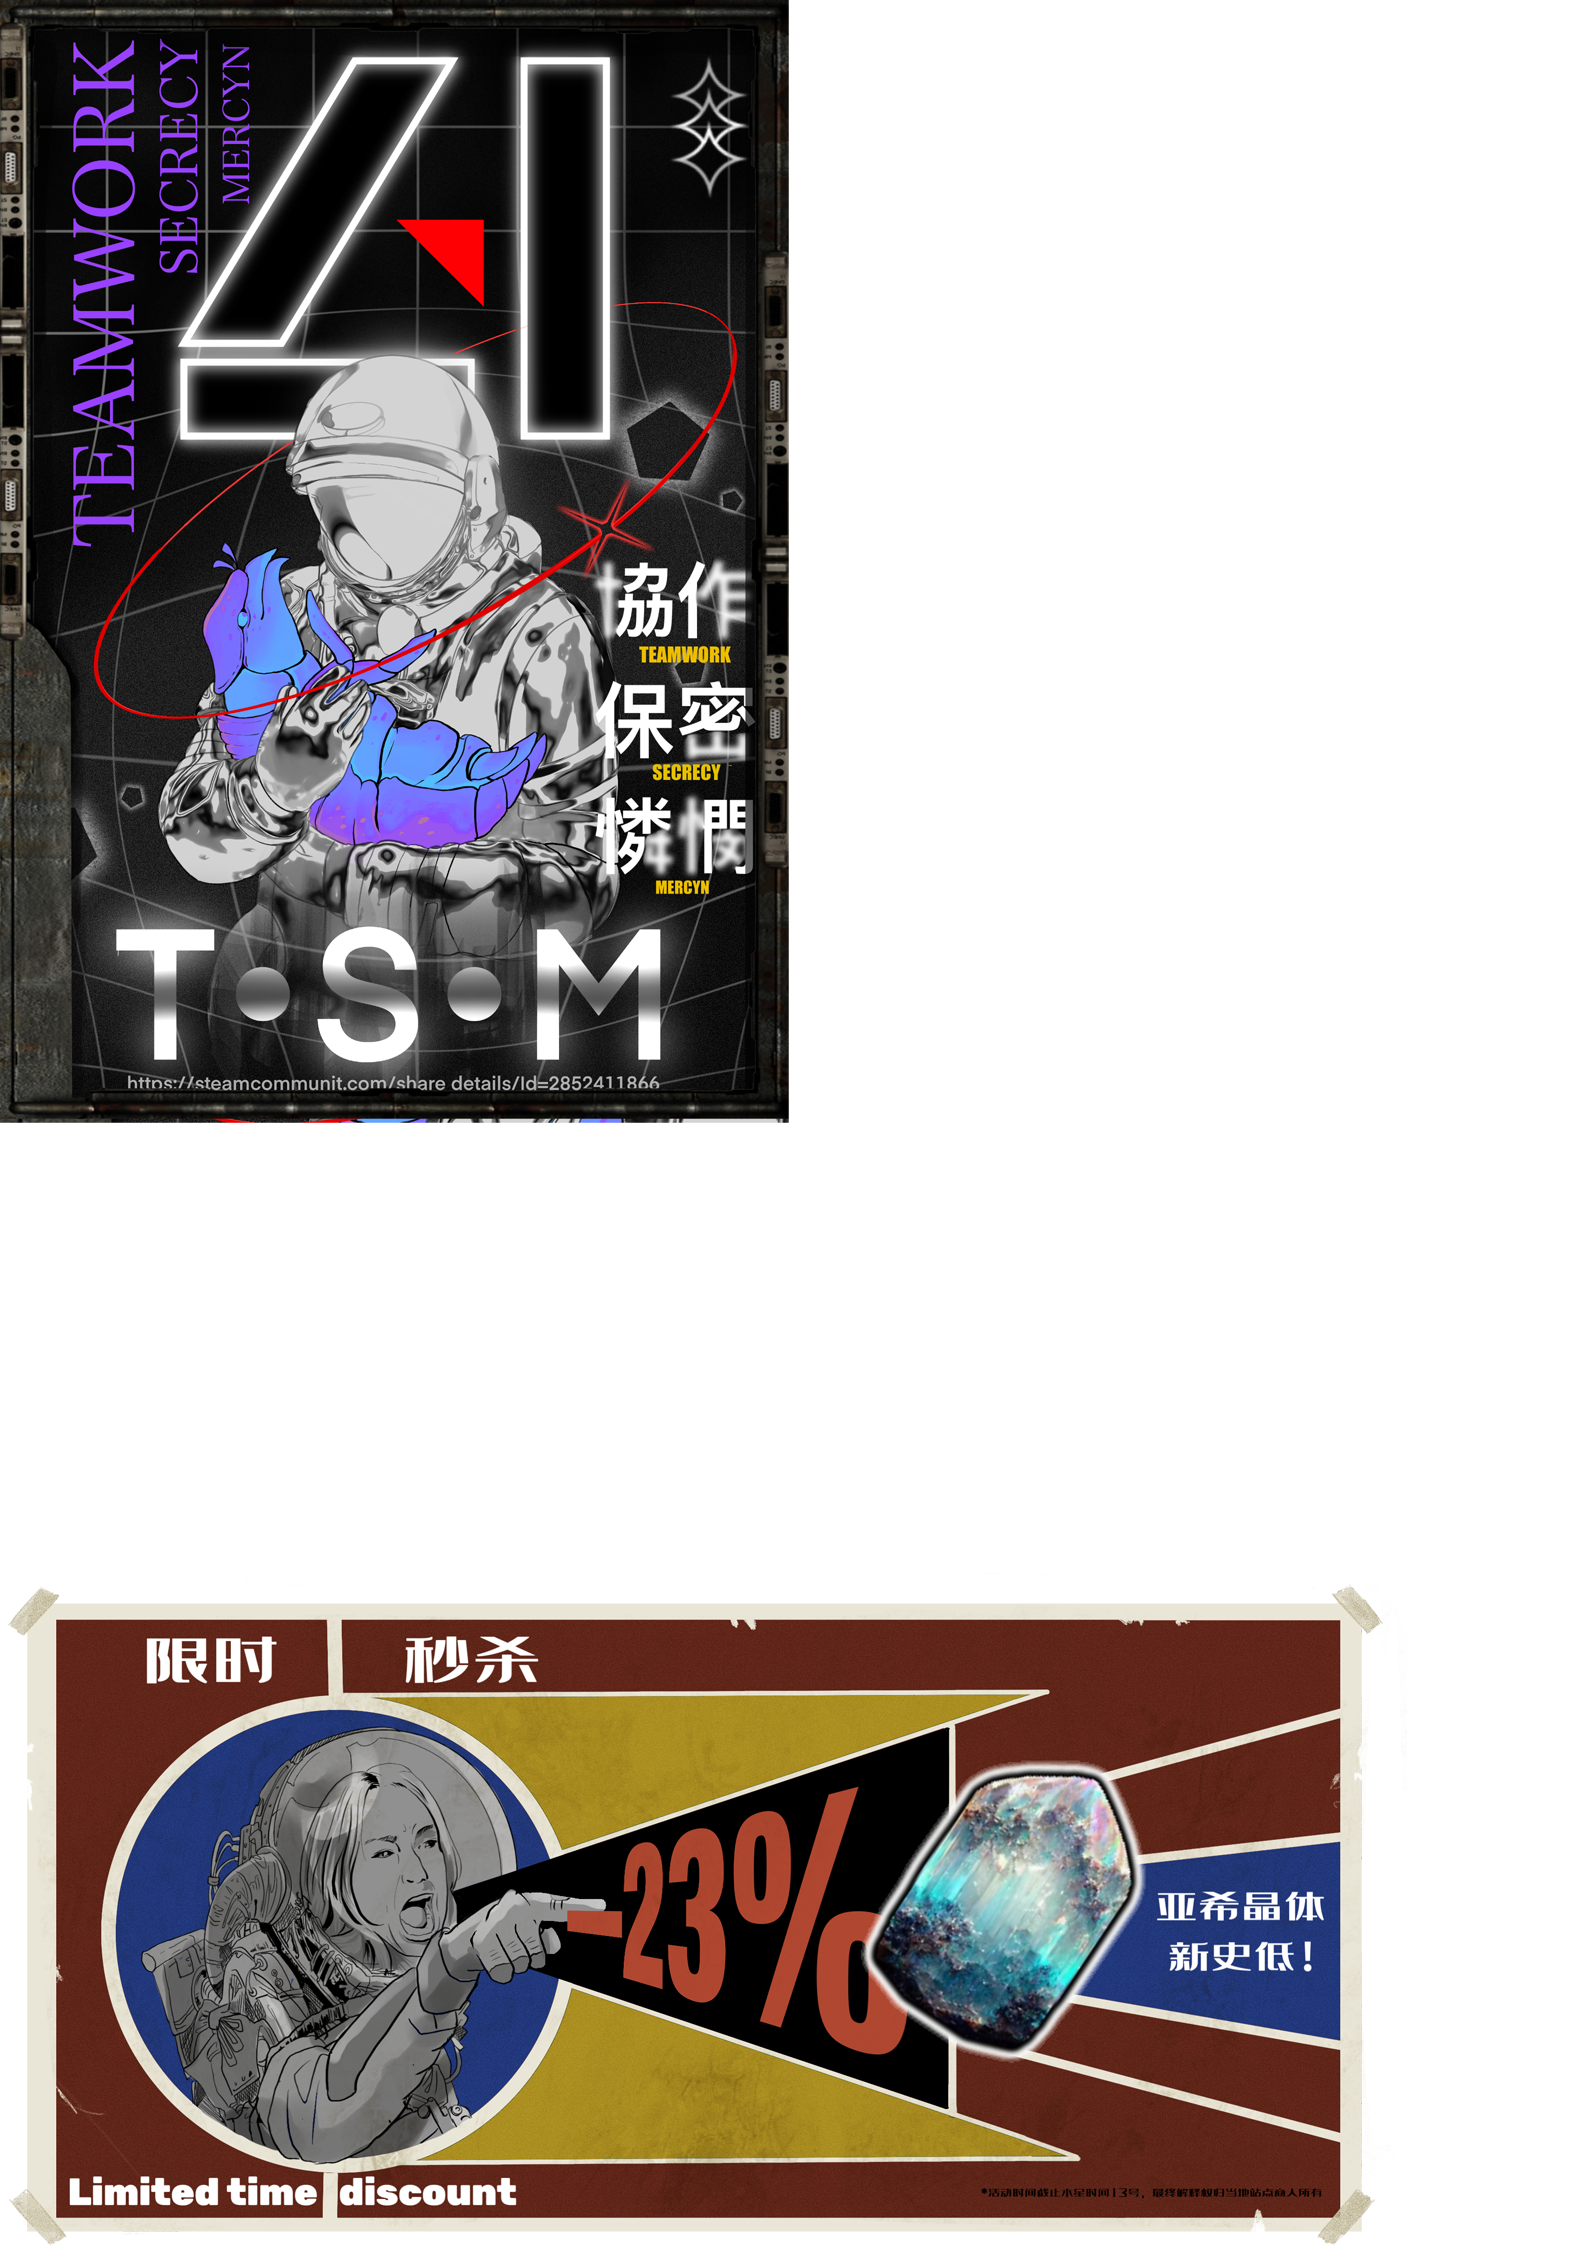 TEAMWORK
SECRECY
MERCYN
協作
TEAMWORK
保密
SECRECY
憐憫
MERCYN
T·S·M
https://steamcommunit.com/share details/Id=2852411866
限时 秒杀
-23%
亚希晶体
新史低!
Limited time discount
*活动时间截止水星时间13号，最终解释权归当地站点商人所有